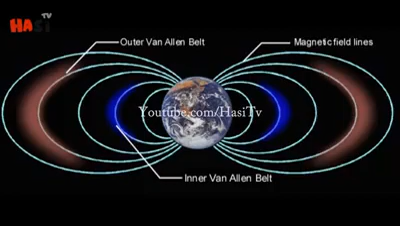 HASI TV
Outer Van Allen Belt
Magnetic field lines
Youtube.com/HasiTv
Inner Van Allen Belt